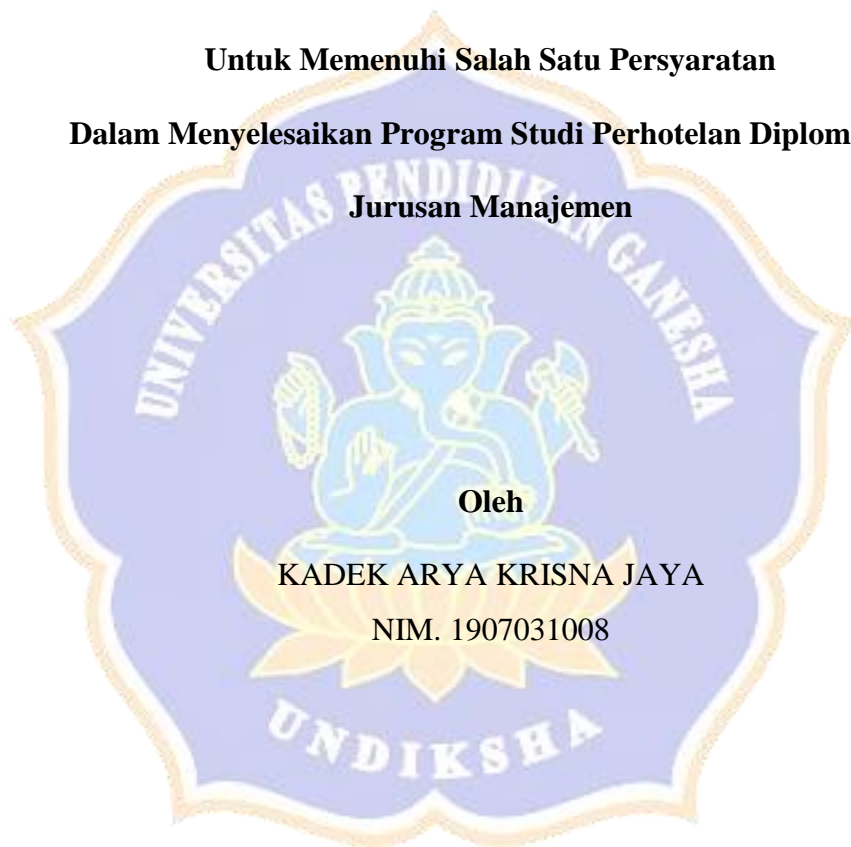 Untuk Memenuhi Salah Satu Persyaratan
Dalam Menyelesaikan Program Studi Perhotelan Diplom
Jurusan Manajemen
UNIVERSITAS PENDIDIKAN GANESHA
Oleh
KADEK ARYA KRISNA JAYA
NIM. 1907031008
UNDIKSHA